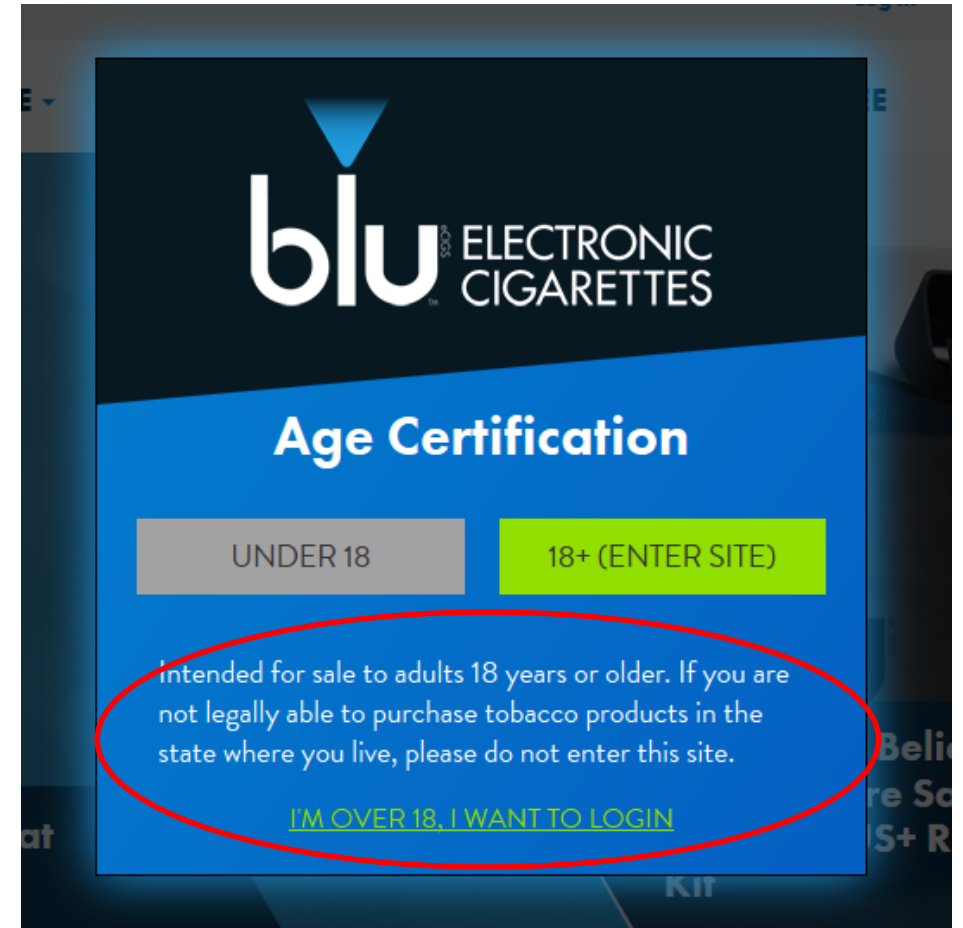 blu eCIGS ELECTRONIC
CIGARETTES
Age Certification
UNDER 18
18+ (ENTER SITE)
Intended for sale to adults 18 years or older. If you are
not legally able to purchase tobacco products in the
state where you live, please do not enter this site.
I'M OVER 18, I WANT TO LOGIN
Kit